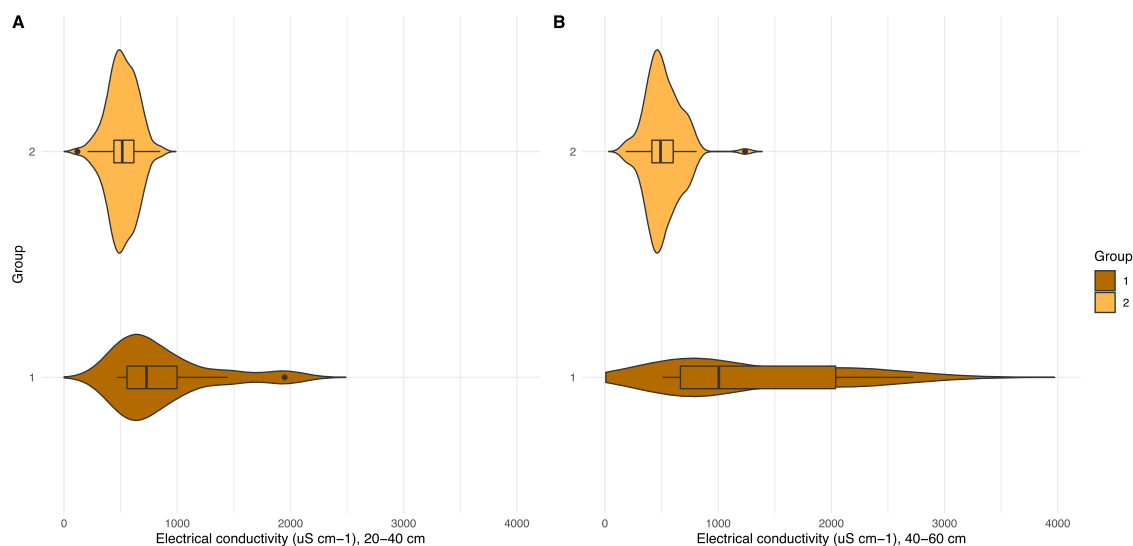 A
B
2
1
Group
0 1000 2000 3000 4000
Electrical conductivity (uS cm−1), 20−40 cm
2
1
0 1000 2000 3000 4000
Electrical conductivity (uS cm−1), 40−60 cm
Group
1
2